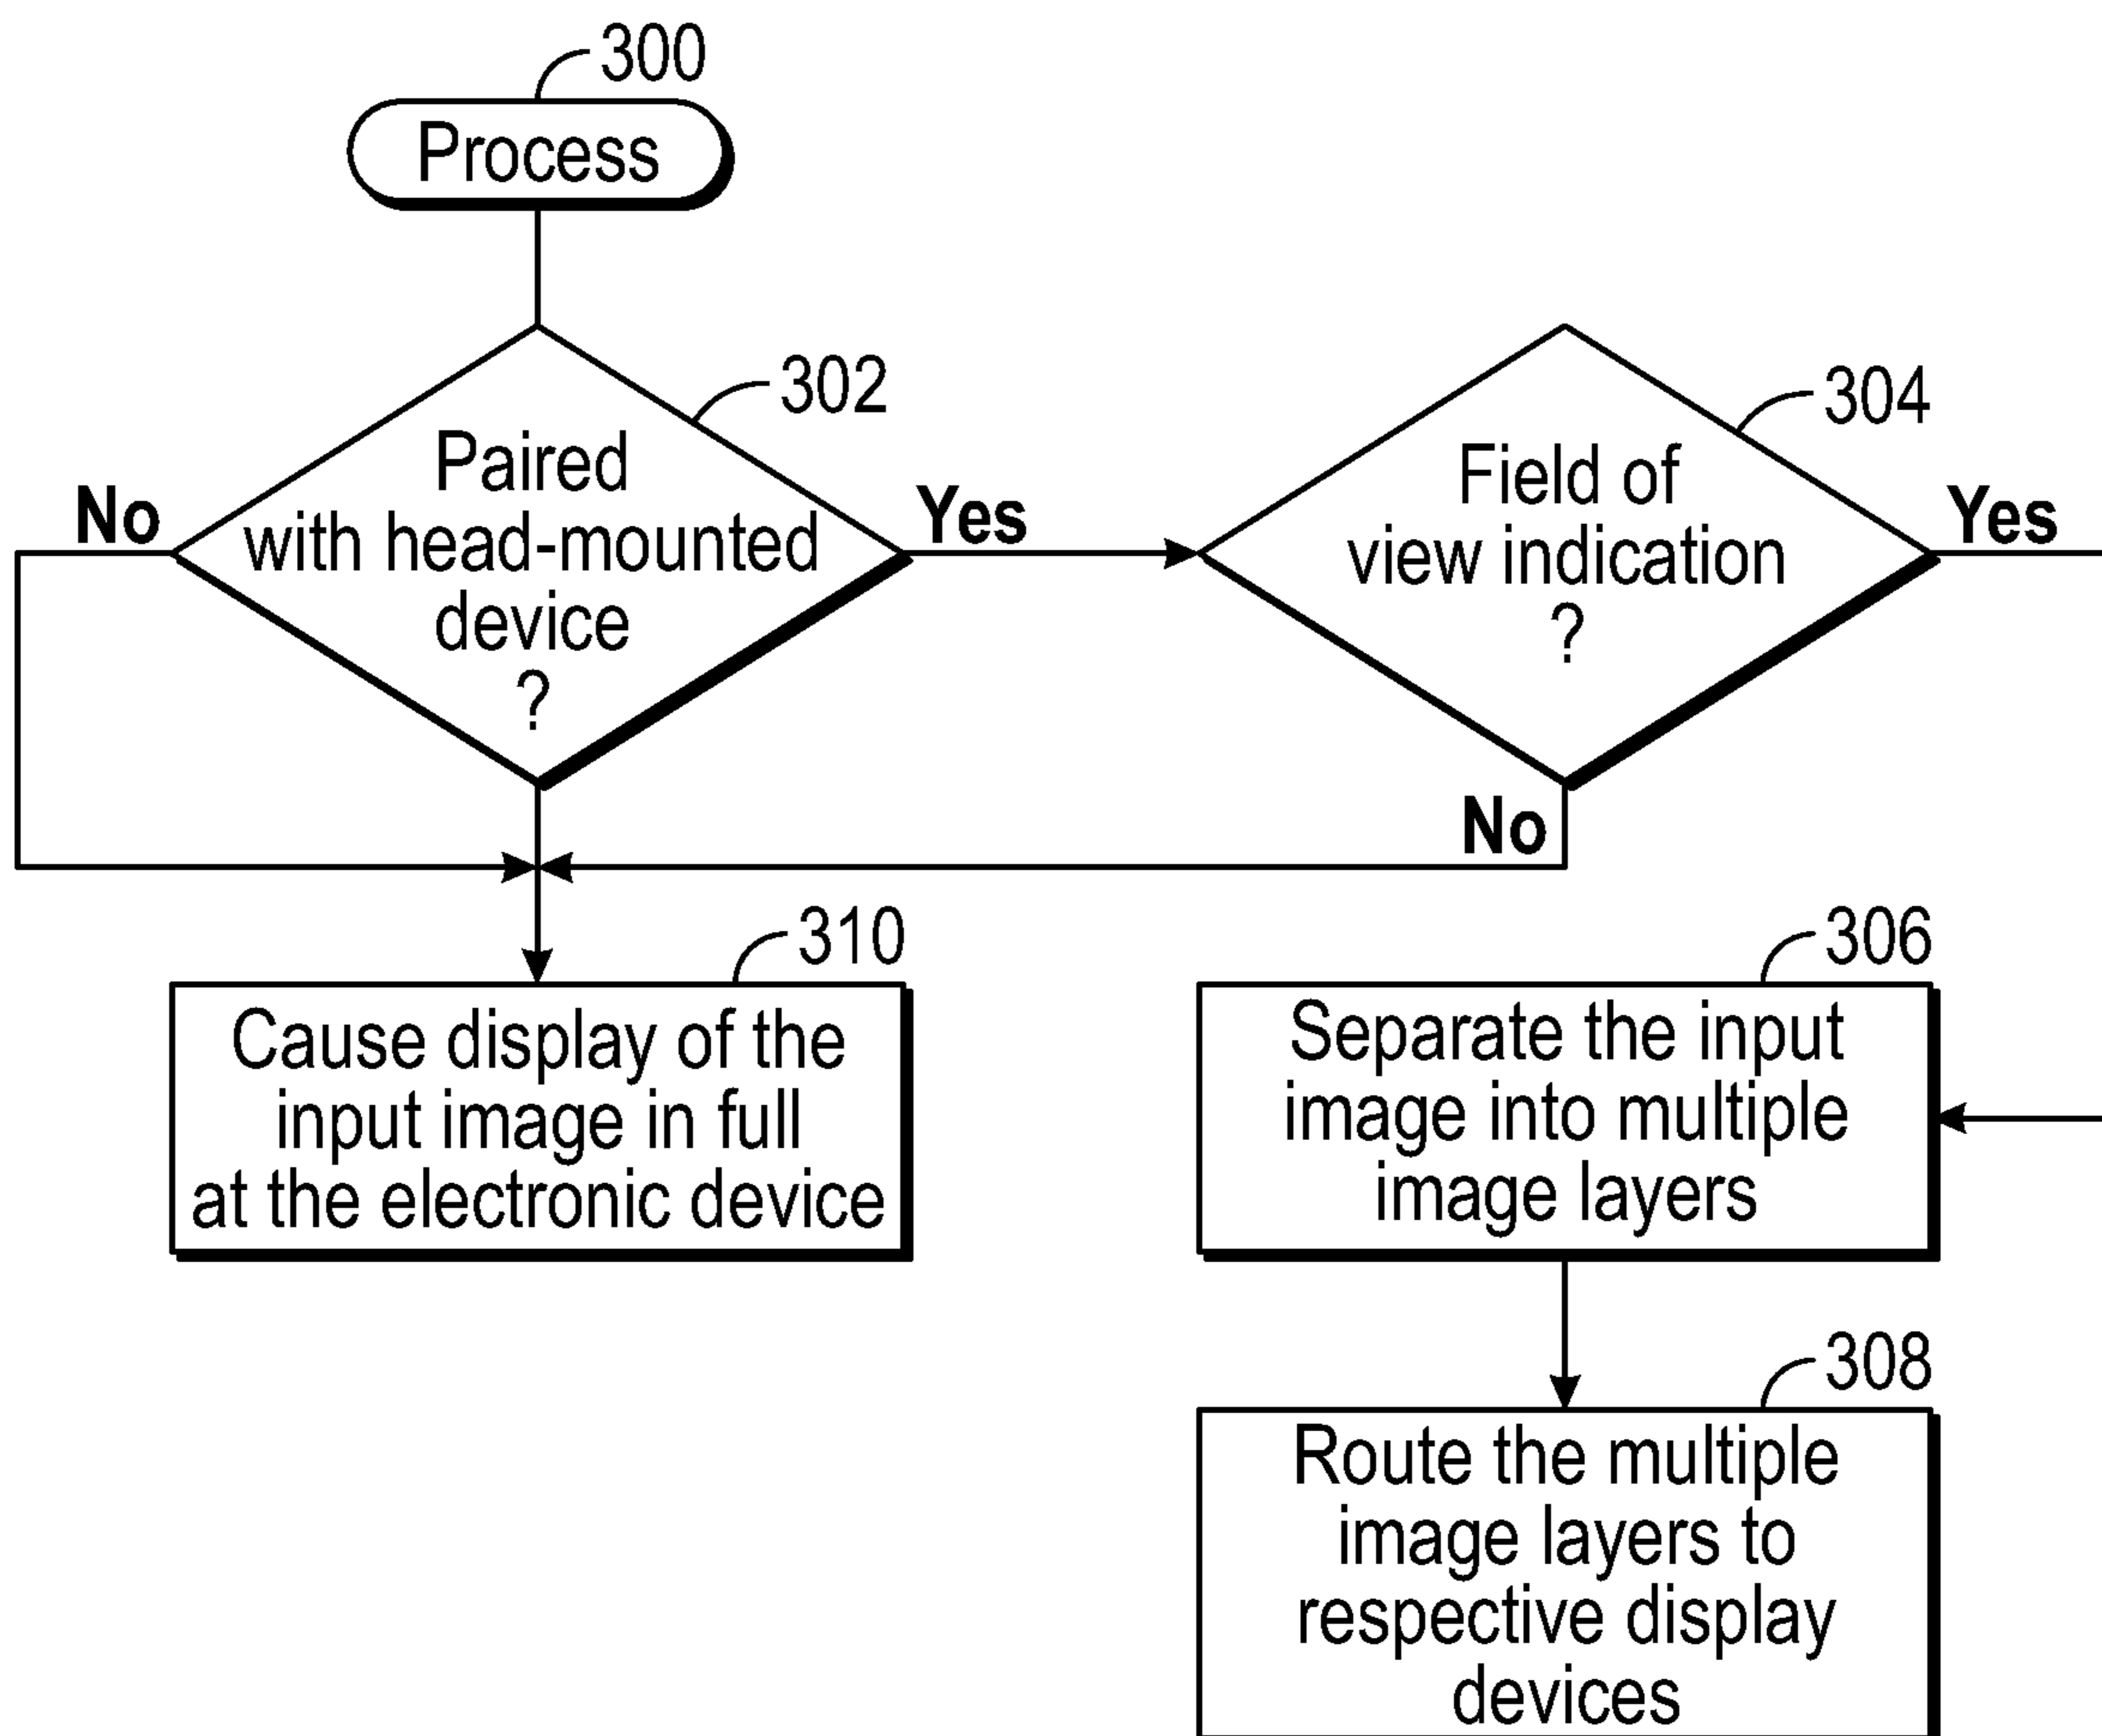 300
Process
302
Paired
with head-mounted
device
?
No
Yes
304
Field of
view indication
?
Yes
No
310
Cause display of the
input image in full
at the electronic device
306
Separate the input
image into multiple
image layers
308
Route the multiple
image layers to
respective display
devices